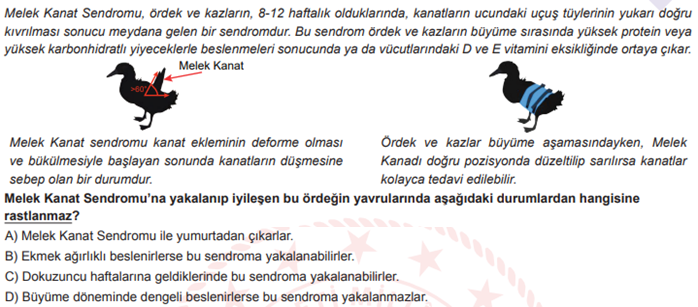 Melek Kanat Sendromu, ördek ve kazların, 8-12 haftalık olduklarında, kanatların ucundaki uçuş tüylerinin yukarı doğru
kıvrılması sonucu meydana gelen bir sendromdur. Bu sendrom ördek ve kazların büyüme sırasında yüksek protein veya
yüksek karbonhidratlı yiyeceklerle beslenmeleri sonucunda ya da vücutlarındaki D ve E vitamini eksikliğinde ortaya çıkar.
Melek Kanat
>60°
Melek Kanat sendromu kanat ekleminin deforme olması
ve bükülmesiyle başlayan sonunda kanatların düşmesine
sebep olan bir durumdur.
Ördek ve kazlar büyüme aşamasındayken, Melek
Kanadı doğru pozisyonda düzeltilip sarılırsa kanatlar
kolayca tedavi edilebilir.
Melek Kanat Sendromu’na yakalanıp iyileşen bu ördeğin yavrularında aşağıdaki durumlardan hangisine
rastlanmaz?
A) Melek Kanat Sendromu ile yumurtadan çıkarlar.
B) Ekmek ağırlıklı beslenirlerse bu sendroma yakalanabilirler.
C) Dokuzuncu haftalarına geldiklerinde bu sendroma yakalanabilirler.
D) Büyüme döneminde dengeli beslenirlerse bu sendroma yakalanmazlar.